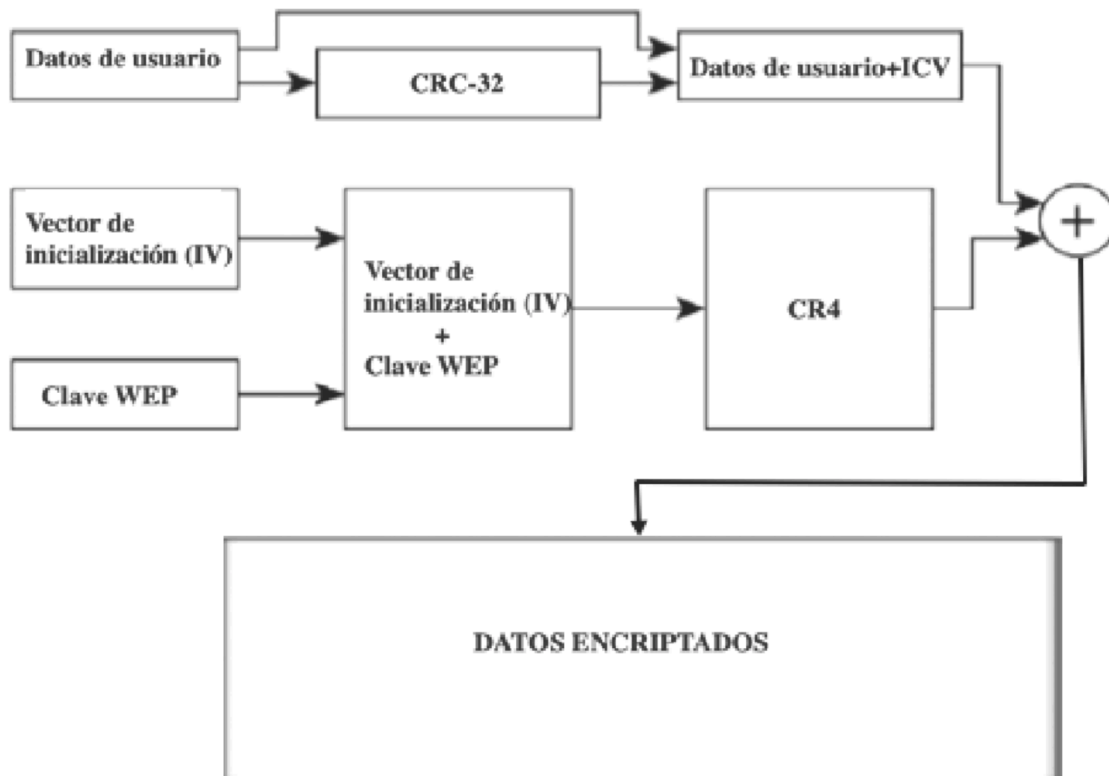 Datos de usuario
CRC-32
Datos de usuario+ICV
Vector de
inicialización (IV)
Vector de
inicialización (IV)
+
Clave WEP
CR4
+
Clave WEP
DATOS ENCRIPTADOS